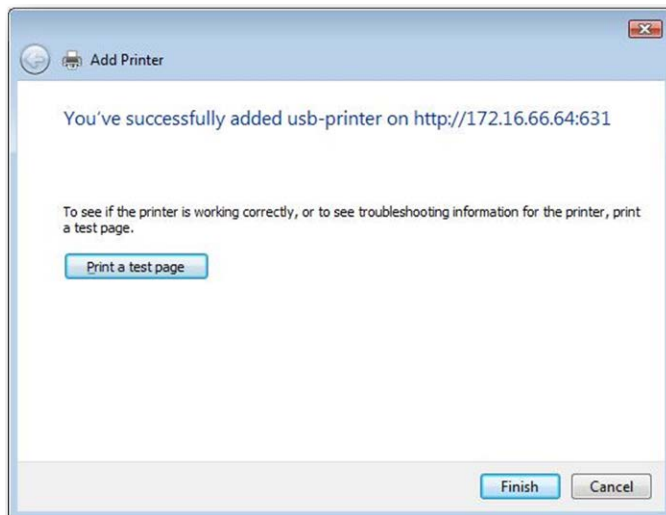 Add Printer
You've successfully added usb-printer on http://172.16.66.64:631
To see if the printer is working correctly, or to see troubleshooting information for the printer, print
a test page.
Print a test page
Finish Cancel